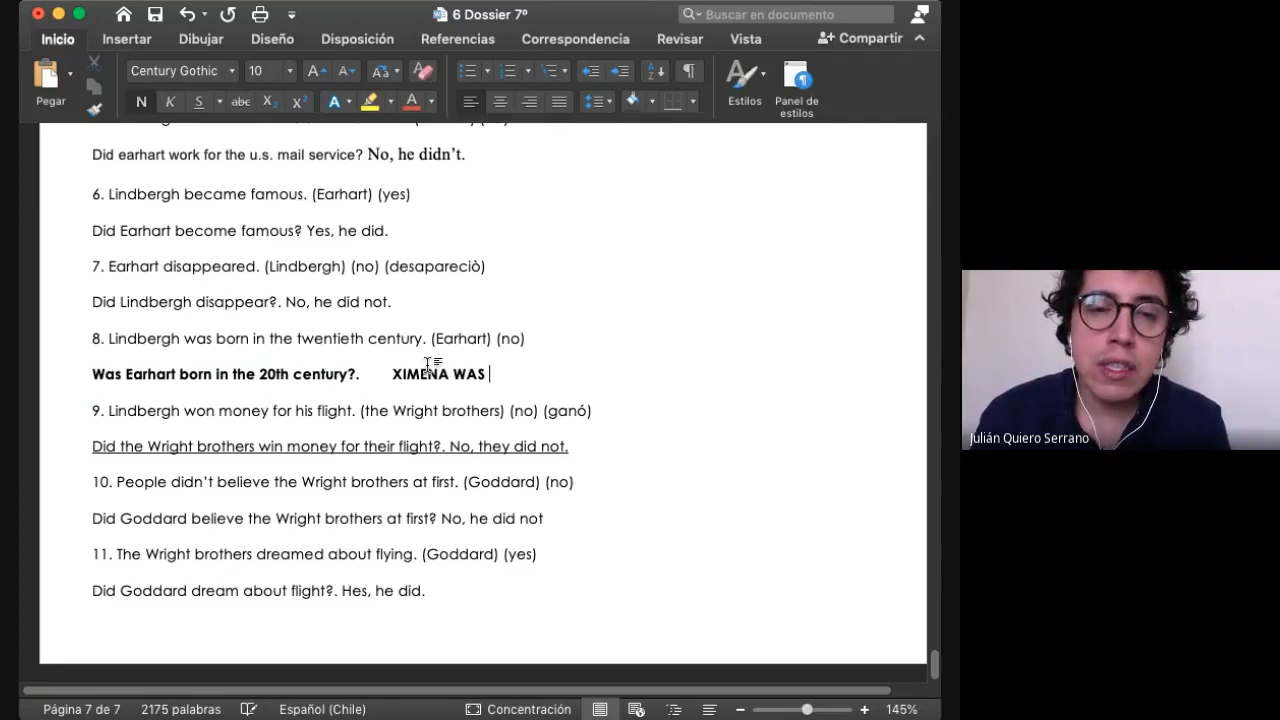 6 Dossier 7º
Buscar en documento
Inicio Insertar Dibujar Diseño Disposición Referencias Correspondencia Revisar Vista Compartir
Pegar Century Gothic 10 Estilos Panel de estilos
N K S abc X₂ X² A A
Did earhart work for the u.s. mail service? No, he didn't.
6. Lindbergh became famous. (Earhart) (yes)
Did Earhart become famous? Yes, he did.
7. Earhart disappeared. (Lindbergh) (no) (desapareciò)
Did Lindbergh disappear?. No, he did not.
8. Lindbergh was born in the twentieth century. (Earhart) (no)
Was Earhart born in the 20th century?. XIMENA WAS
9. Lindbergh won money for his flight. (the Wright brothers) (no) (ganó)
Did the Wright brothers win money for their flight?. No, they did not.
10. People didn't believe the Wright brothers at first. (Goddard) (no)
Did Goddard believe the Wright brothers at first? No, he did not
11. The Wright brothers dreamed about flying. (Goddard) (yes)
Did Goddard dream about flight?. Hes, he did.
Julián Quiero Serrano
Página 7 de 7 2175 palabras Español (Chile) Concentración 145%